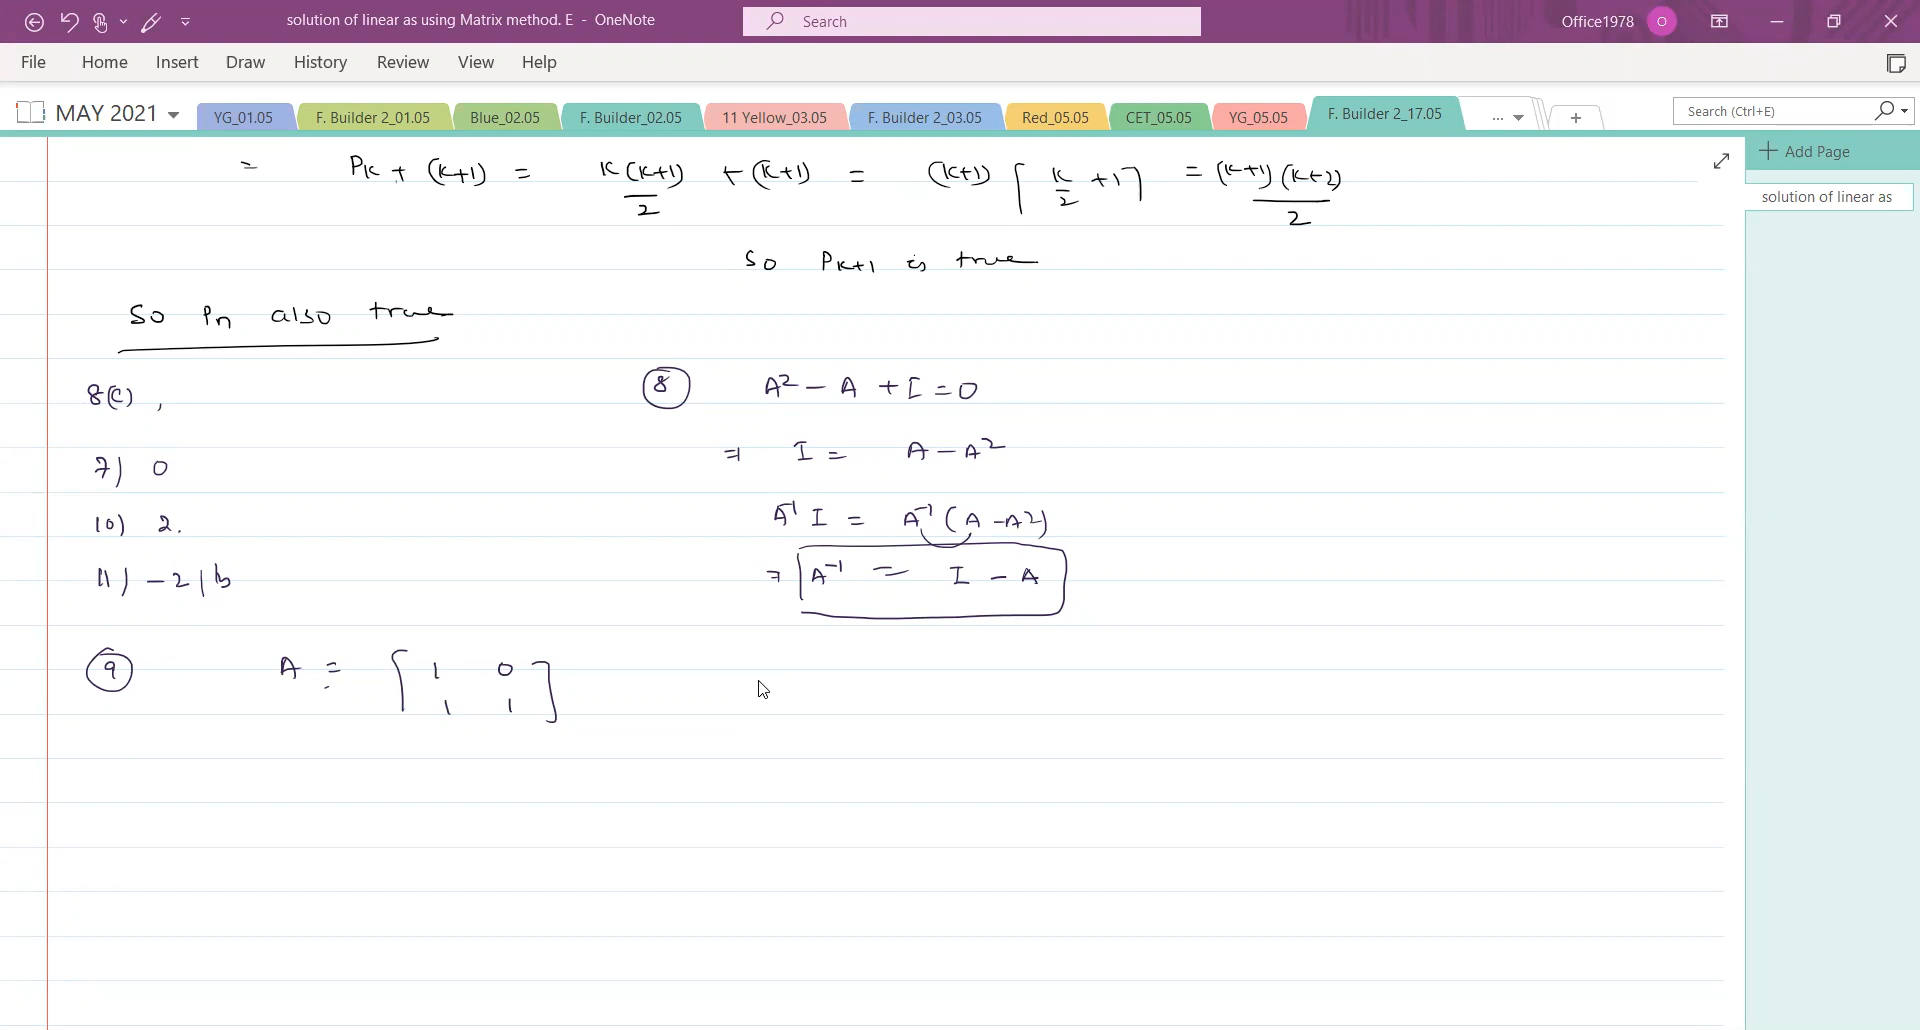 solution of linear as using Matrix method. E - OneNote
Search
Office1978
O
File Home Insert Draw History Review View Help
MAY 2021
YG_01.05
F. Builder 2_01.05
Blue_02.05
F. Builder_02.05
11 Yellow_03.05
F. Builder 2_03.05
Red_05.05
CET_05.05
YG_05.05
F. Builder 2_17.05
...
+
Search (Ctrl+E)
Add Page
solution of linear as
= Pk + (k+1) = k(k+1)/2 + (k+1) = (k+1) [k/2 + 1] = (k+1)(k+2)/2
So Pk+1 is true
So Pn also true
8(c) ,
7) 0
10) 2.
11) -2 | b
⑧ A² - A + I = 0
⇒ I = A - A²
A⁻¹ I = A⁻¹ (A - A²)
⇒ A⁻¹ = I - A
⑨ A = [1 0
1 1]